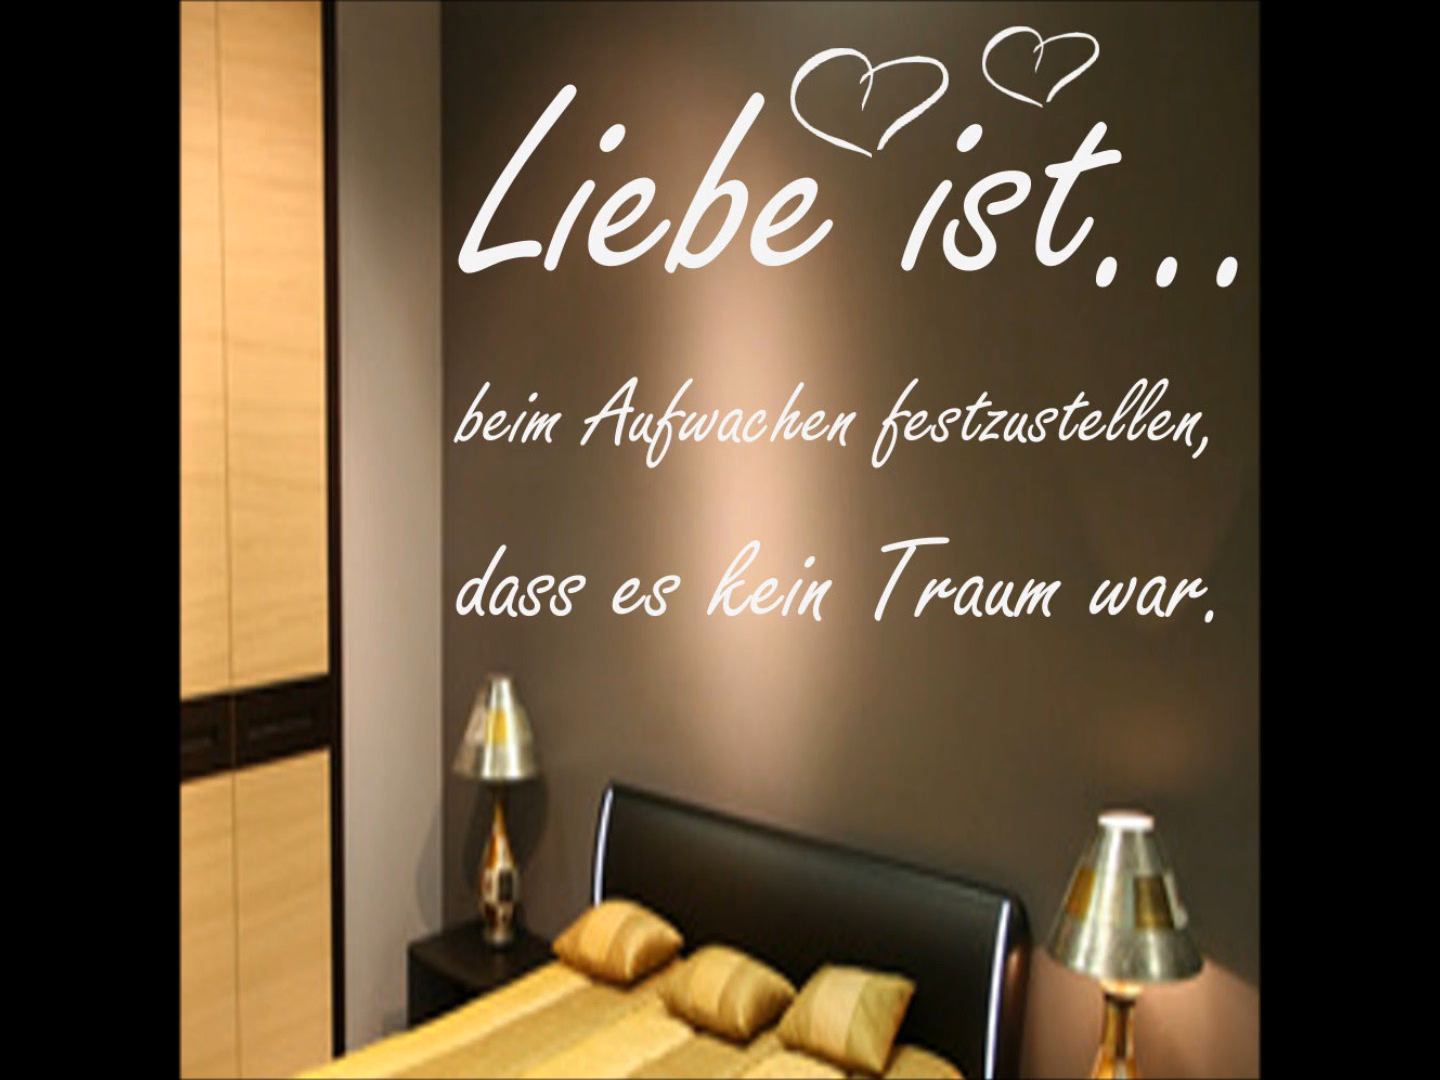 Liebe ist...
beim Aufwachen festzustellen,
dass es kein Traum war.